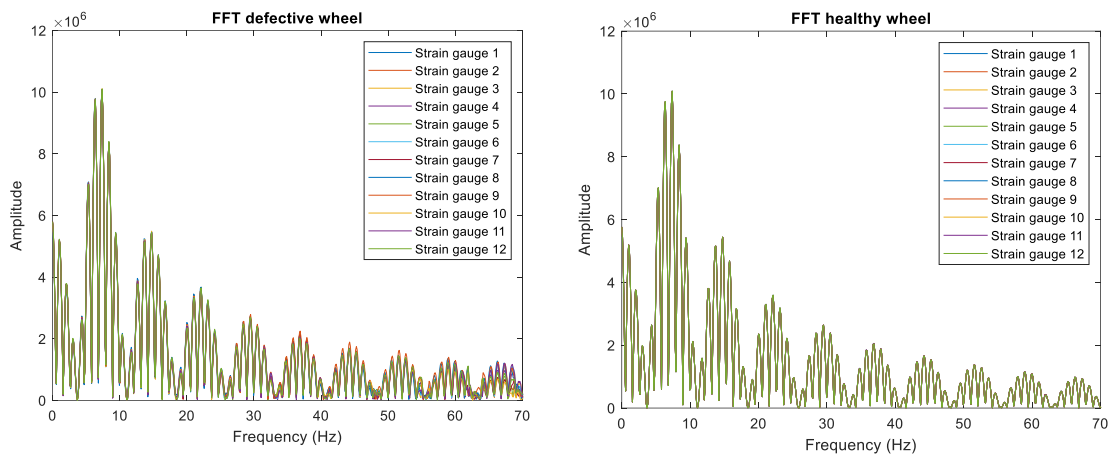 FFT defective wheel
×10⁶
12
10
8
6
4
2
0
Amplitude
0 10 20 30 40 50 60 70
Frequency (Hz)
Strain gauge 1
Strain gauge 2
Strain gauge 3
Strain gauge 4
Strain gauge 5
Strain gauge 6
Strain gauge 7
Strain gauge 8
Strain gauge 9
Strain gauge 10
Strain gauge 11
Strain gauge 12
FFT healthy wheel
×10⁶
12
10
8
6
4
2
0
Amplitude
0 10 20 30 40 50 60 70
Frequency (Hz)
Strain gauge 1
Strain gauge 2
Strain gauge 3
Strain gauge 4
Strain gauge 5
Strain gauge 6
Strain gauge 7
Strain gauge 8
Strain gauge 9
Strain gauge 10
Strain gauge 11
Strain gauge 12